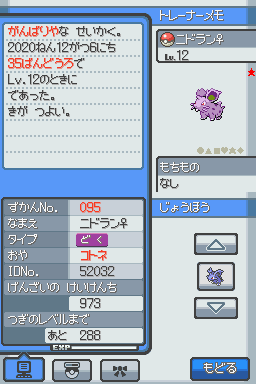 トレーナーメモ
がんばりやな せいかく。
2020ねん12がつ6にち
35ばんどうろで
Lv.12のときに
であった。
きが つよい。
ニドラン♀
Lv.12
もちもの
なし
じょうほう
ずかんNo. 095
なまえ ニドラン♀
タイプ どく
おや コトネ
IDNo. 52032
げんざいの けいけんち
973
つぎのレベルまで
あと 288
EXP
もどる